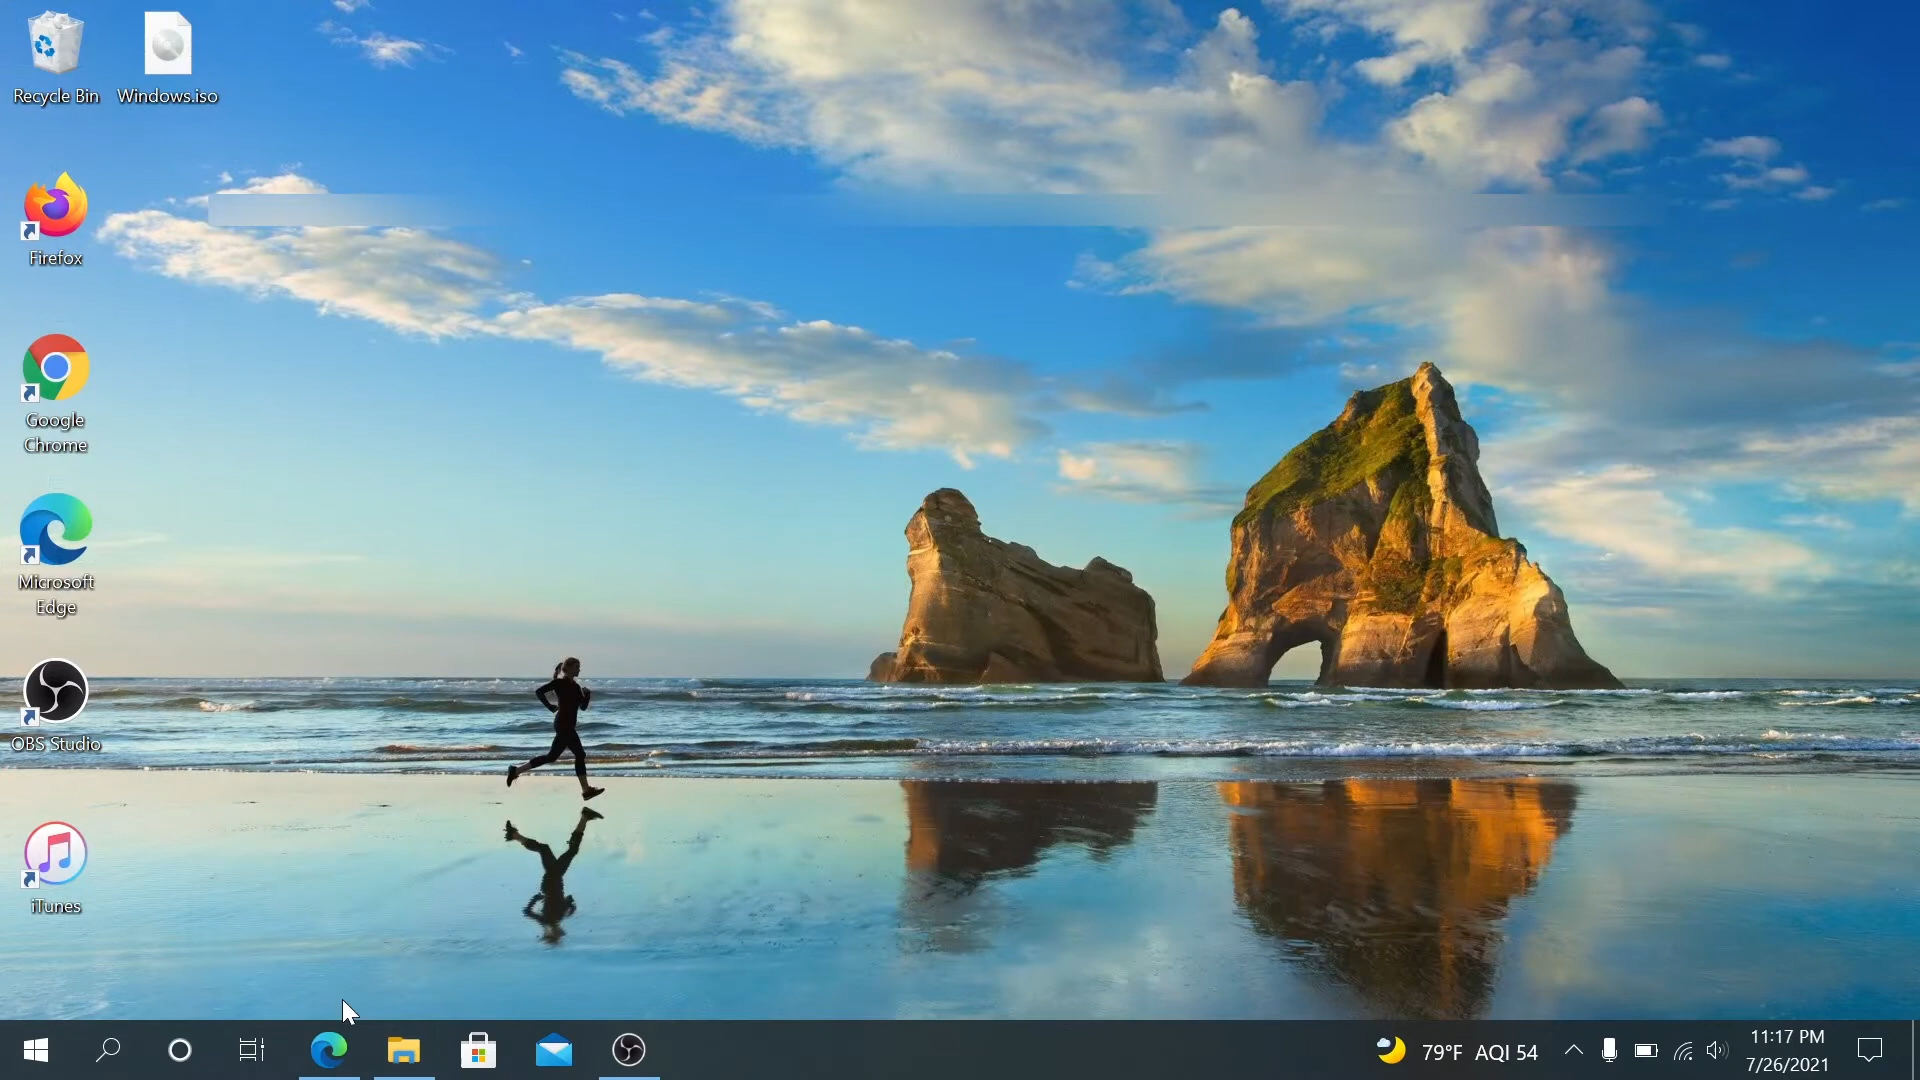 Recycle Bin
Windows.iso
Firefox
Google
Chrome
Microsoft
Edge
OBS Studio
iTunes
79°F AQI 54
11:17 PM
7/26/2021